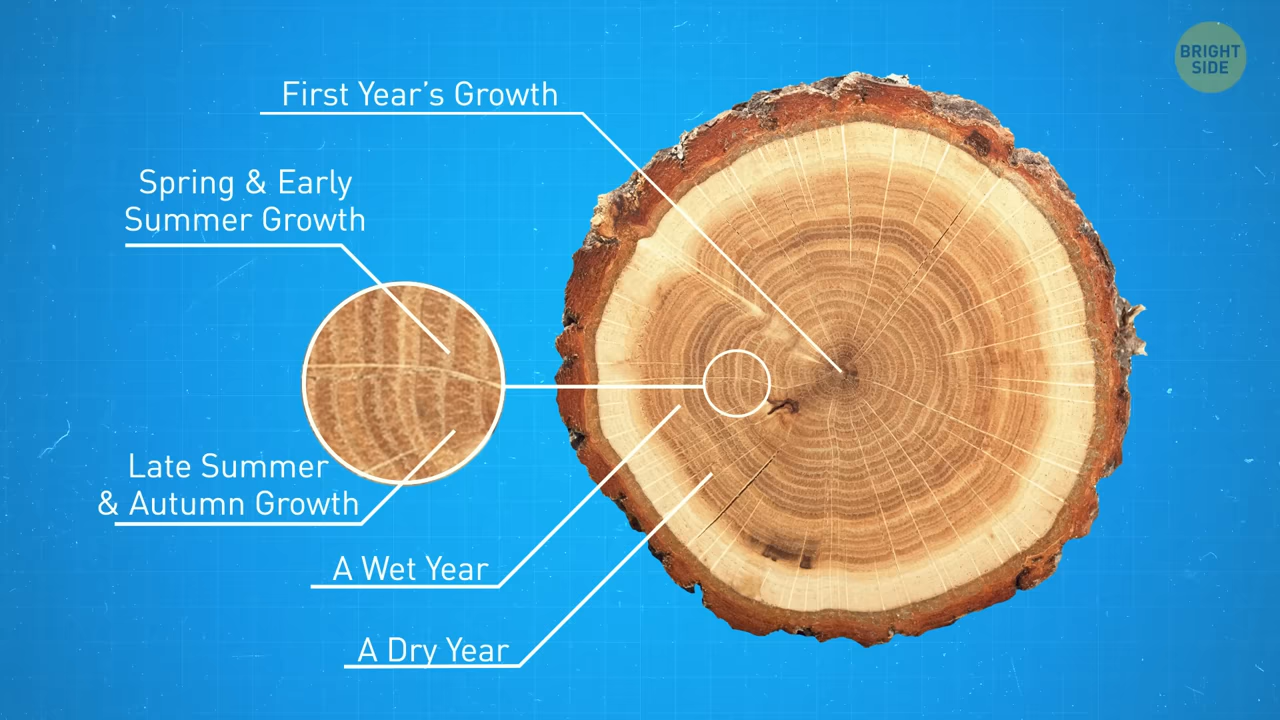 BRIGHT
SIDE
First Year’s Growth
Spring & Early
Summer Growth
Late Summer
& Autumn Growth
A Wet Year
A Dry Year